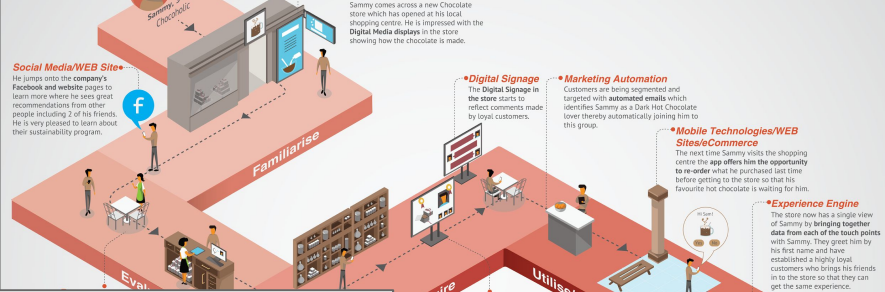 Sammy,
Chocoholic
Sammy comes across a new Chocolate
store which has opened at his local
shopping centre. He is impressed with the
Digital Media displays in the store
showing how the chocolate is made.
Social Media/WEB Site
He jumps onto the company's
Facebook and website pages to
learn more where he sees great
recommendations from other
people including 2 of his friends.
He is very pleased to learn about
their sustainability program.
f
Familiarise
Digital Signage
The Digital Signage in
the store starts to
reflect comments made
by loyal customers.
Marketing Automation
Customers are being segmented and
targeted with automated emails which
identifies Sammy as a Dark Hot Chocolate
lover thereby automatically joining him to
this group.
Mobile Technologies/WEB
Sites/eCommerce
The next time Sammy visits the shopping
centre the app offers him the opportunity
to re-order what he purchased last time
before getting to the store so that his
favourite hot chocolate is waiting for him.
Experience Engine
The store now has a single view
of Sammy by bringing together
data from each of the touch points
with Sammy. They greet him by
his first name and have
established a highly loyal
customers who brings his friends
in to the store so that they can
get the same experience.
Hi Sam!
Eval
ire
Utilise